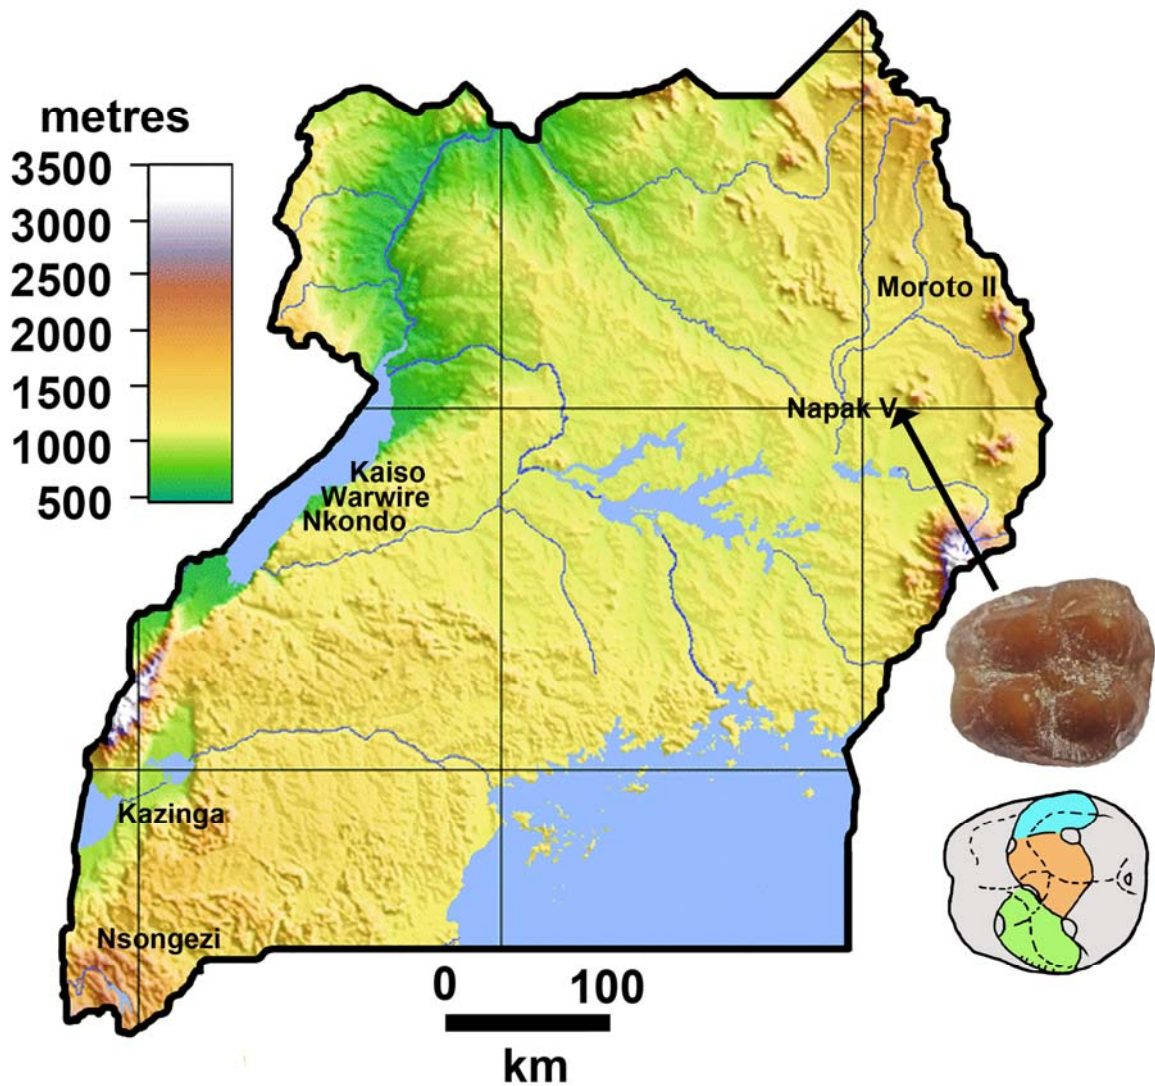 metres
3500
3000
2500
2000
1500
1000
500
Moroto II
Napak V
Kaiso
Warwire
Nkondo
Kazinga
Nsongezi
0 100
km